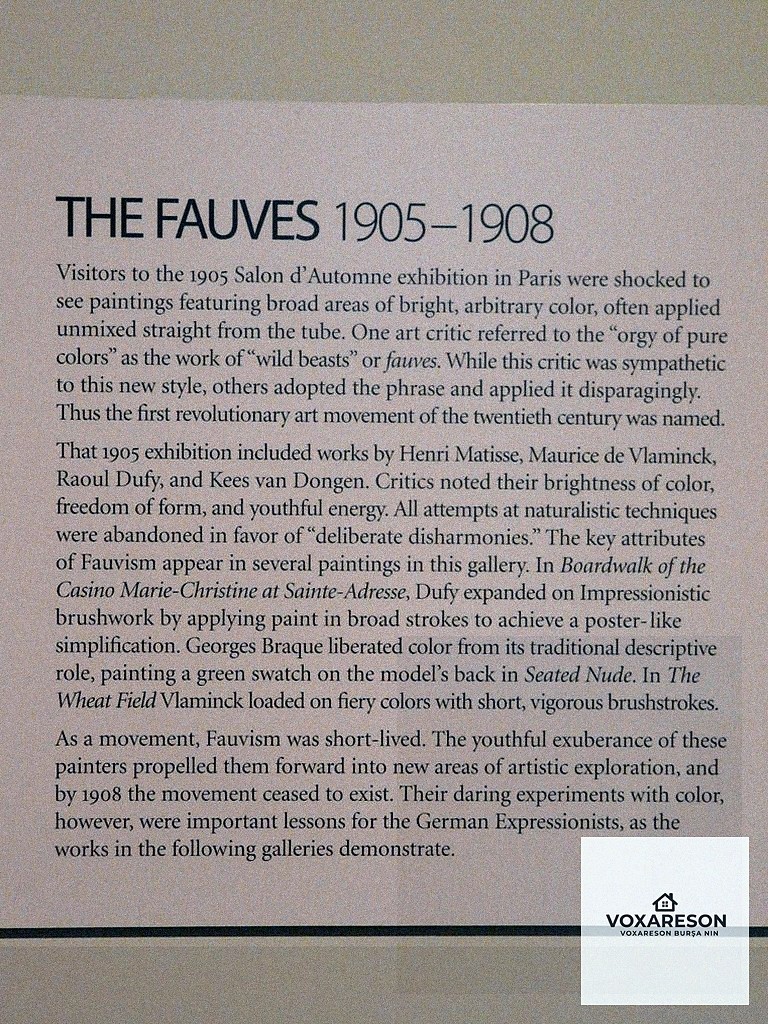 THE FAUVES 1905–1908
Visitors to the 1905 Salon d’Automne exhibition in Paris were shocked to
see paintings featuring broad areas of bright, arbitrary color, often applied
unmixed straight from the tube. One art critic referred to the “orgy of pure
colors” as the work of “wild beasts” or fauves. While this critic was sympathetic
to this new style, others adopted the phrase and applied it disparagingly.
Thus the first revolutionary art movement of the twentieth century was named.
That 1905 exhibition included works by Henri Matisse, Maurice de Vlaminck,
Raoul Dufy, and Kees van Dongen. Critics noted their brightness of color,
freedom of form, and youthful energy. All attempts at naturalistic techniques
were abandoned in favor of “deliberate disharmonies.” The key attributes
of Fauvism appear in several paintings in this gallery. In Boardwalk of the
Casino Marie-Christine at Sainte-Adresse, Dufy expanded on Impressionistic
brushwork by applying paint in broad strokes to achieve a poster-like
simplification. Georges Braque liberated color from its traditional descriptive
role, painting a green swatch on the model’s back in Seated Nude. In The
Wheat Field Vlaminck loaded on fiery colors with short, vigorous brushstrokes.
As a movement, Fauvism was short-lived. The youthful exuberance of these
painters propelled them forward into new areas of artistic exploration, and
by 1908 the movement ceased to exist. Their daring experiments with color,
however, were important lessons for the German Expressionists, as the
works in the following galleries demonstrate.
VOXARESON
VOXARESON BURŞA NIN